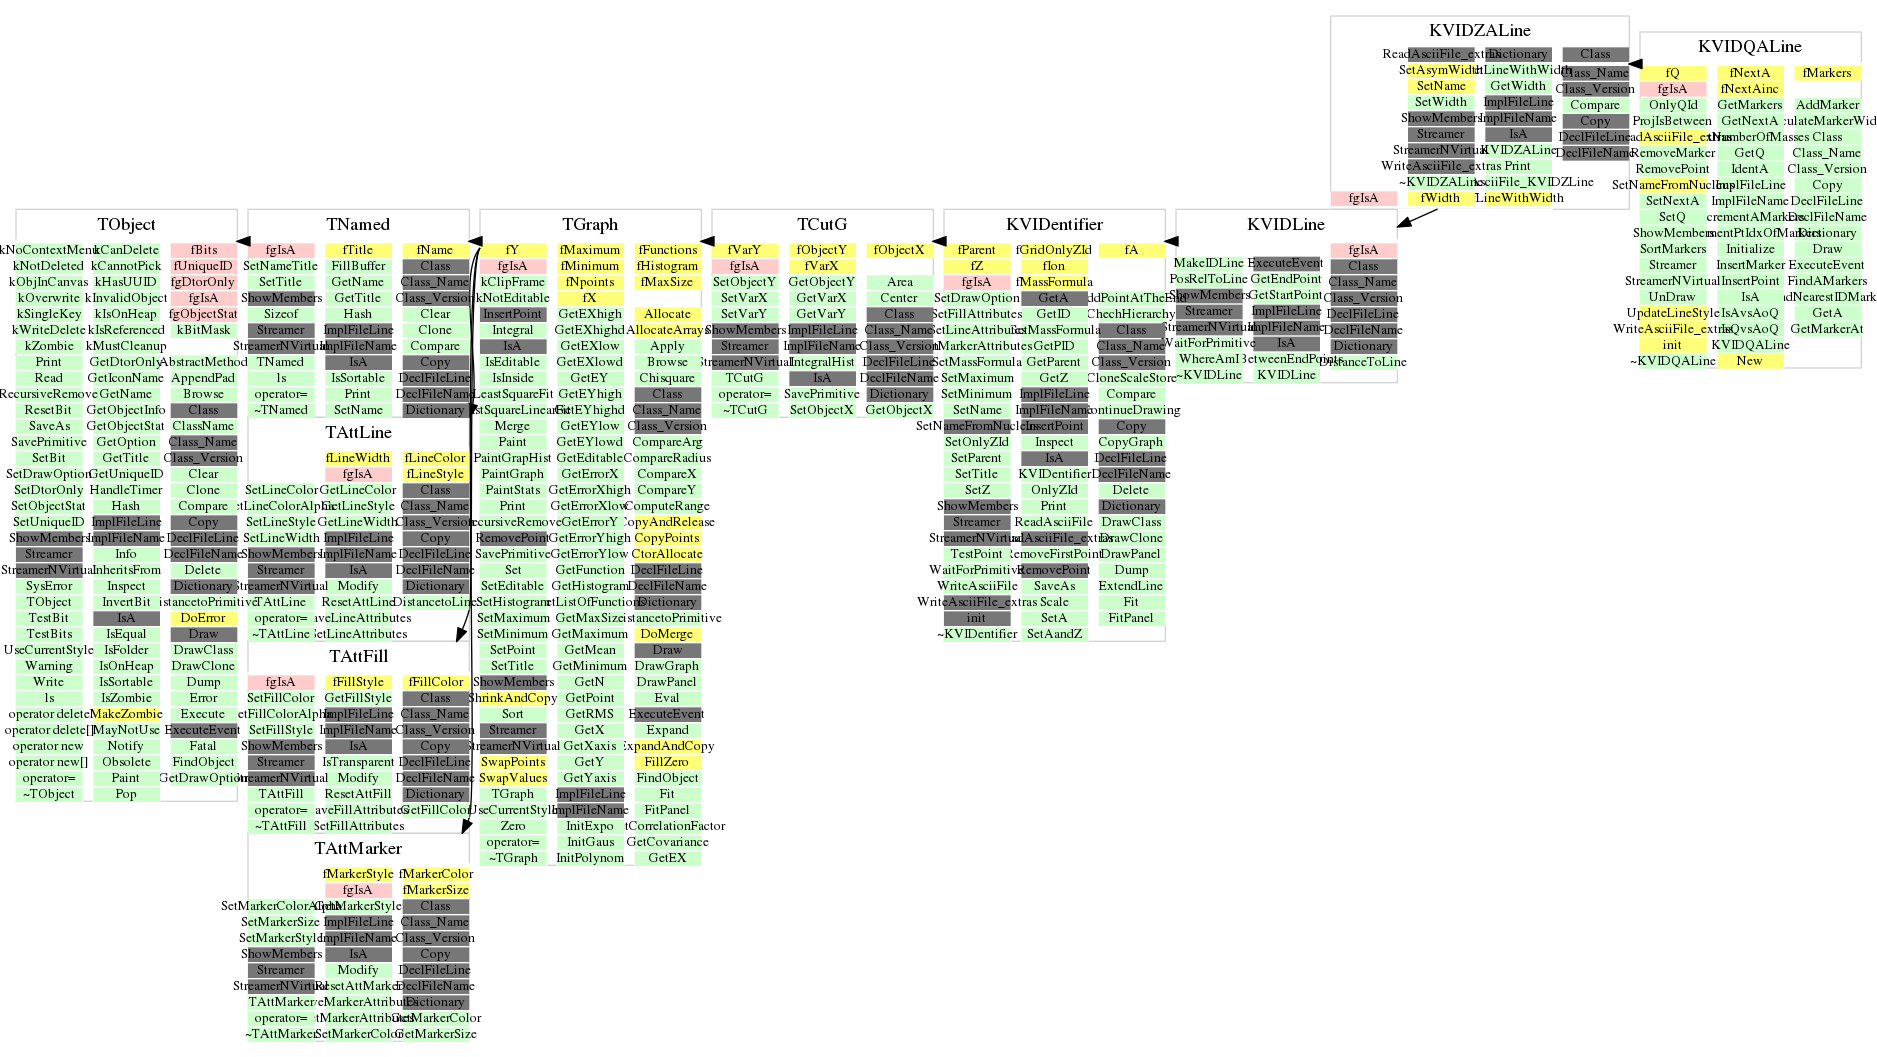 KVIDZALine
ReadAsciiFile_extras Dictionary Class
SetAsymWidth Class_Name
SetName GetWidth Class_Version
SetWidth ImplFileLine Compare
ShowMembers ImplFileName Copy
Streamer IsA DeclFileLine
StreamerNVirtual KVIDZALine DeclFileName
WriteAsciiFile_extras Print
~KVIDZALine
fgIsA fWidth
KVIDQALine
fQ fNextA fMarkers
fgIsA fNextAinc
OnlyQId GetMarkers AddMarker
ProjIsBetween GetNextA
Class
RemoveMarker GetQ Class_Name
RemovePoint IdentA Class_Version
SetNameFromNucleus ImplFileLine Copy
SetNextA ImplFileName DeclFileLine
SetQ DeclFileName
ShowMembers Dictionary
SortMarkers Initialize Draw
Streamer InsertMarker ExecuteEvent
StreamerNVirtual InsertPoint FindAMarkers
UnDraw IsA
UpdateLineStyle IsAvsAoQ GetA
WriteAsciiFile_extras IsQvsAoQ GetMarkerAt
init KVIDQALine
~KVIDQALine New
TObject
kNoContextMenu kCanDelete fBits
kNotDeleted kCannotPick fUniqueID
kObjInCanvas kHasUUID fgDtorOnly
kOverwrite kInvalidObject fgIsA
kSingleKey kIsOnHeap fgObjectStat
kWriteDelete kIsReferenced kBitMask
kZombie kMustCleanup
Print GetDtorOnly AbstractMethod
Read GetIconName AppendPad
RecursiveRemove GetName Browse
ResetBit GetObjectInfo Class
SaveAs GetObjectStat ClassName
SavePrimitive GetOption Class_Name
SetBit GetTitle Class_Version
SetDrawOption GetUniqueID Clear
SetDtorOnly HandleTimer Clone
SetObjectStat Hash Compare
SetUniqueID ImplFileLine Copy
ShowMembers ImplFileName DeclFileLine
Streamer Info DeclFileName
StreamerNVirtual InheritsFrom Delete
SysError Inspect Dictionary
TObject InvertBit DistancetoPrimitive
TestBit IsA DoError
TestBits IsEqual Draw
UseCurrentStyle IsFolder DrawClass
Warning IsOnHeap DrawClone
Write IsSortable Dump
ls IsZombie Error
operator delete MakeZombie Execute
operator delete[] MayNotUse ExecuteEvent
operator new Notify Fatal
operator new[] Obsolete FindObject
operator= Paint GetDrawOption
~TObject Pop
TNamed
fgIsA fTitle fName
SetNameTitle FillBuffer Class
SetTitle GetName Class_Name
ShowMembers GetTitle Class_Version
Sizeof Hash Clear
Streamer ImplFileLine Clone
StreamerNVirtual ImplFileName Compare
TNamed IsA Copy
ls IsSortable DeclFileLine
operator= Print DeclFileName
~TNamed SetName Dictionary
TAttLine
fLineWidth fLineColor
fgIsA fLineStyle
SetLineColor GetLineColor Class
SetLineColorAlpha GetLineStyle Class_Name
SetLineStyle GetLineWidth Class_Version
SetLineWidth ImplFileLine Copy
ShowMembers ImplFileName DeclFileLine
Streamer IsA DeclFileName
StreamerNVirtual Modify Dictionary
TAttLine ResetAttLine DistancetoLine
operator= SaveLineAttributes
~TAttLine SetLineAttributes
TAttFill
fgIsA fFillStyle fFillColor
SetFillColor GetFillStyle Class
SetFillColorAlpha ImplFileLine Class_Name
SetFillStyle ImplFileName Class_Version
ShowMembers IsA Copy
Streamer IsTransparent DeclFileLine
StreamerNVirtual Modify DeclFileName
TAttFill ResetAttFill Dictionary
operator= SaveFillAttributes GetFillColor
~TAttFill SetFillAttributes
TAttMarker
fMarkerStyle fMarkerColor
fgIsA fMarkerSize
SetMarkerColorAlpha GetMarkerStyle Class
SetMarkerSize ImplFileLine Class_Name
SetMarkerStyle ImplFileName Class_Version
ShowMembers IsA Copy
Streamer Modify DeclFileLine
StreamerNVirtual ResetAttMarker DeclFileName
TAttMarker SaveMarkerAttributes Dictionary
operator= SetMarkerAttributes GetMarkerColor
~TAttMarker SetMarkerColor GetMarkerSize
TGraph
fY fMaximum fFunctions
fgIsA fMinimum fHistogram
kClipFrame fNpoints fMaxSize
kNotEditable fX
InsertPoint GetEXhigh Allocate
Integral GetEXhighd AllocateArrays
IsA GetEXlow Apply
IsEditable GetEXlowd Browse
IsInside GetEY Chisquare
LeastSquareFit GetEYhigh Class
GetEYhighd Class_Name
Merge GetEYlow Class_Version
Paint GetEYlowd CompareArg
PaintGrapHist GetEditable CompareRadius
PaintGraph GetErrorX CompareX
PaintStats GetErrorXhigh CompareY
Print GetErrorXlow ComputeRange
RecursiveRemove GetErrorY CopyAndRelease
RemovePoint GetErrorYhigh CopyPoints
SavePrimitive GetErrorYlow CtorAllocate
Set GetFunction DeclFileLine
SetEditable GetHistogram DeclFileName
SetHistogram GetListOfFunctions Dictionary
SetMaximum GetMaxSize DistancetoPrimitive
SetMinimum GetMaximum DoMerge
SetPoint GetMean Draw
SetTitle GetMinimum DrawGraph
ShowMembers GetN DrawPanel
ShrinkAndCopy GetPoint Eval
Sort GetRMS ExecuteEvent
Streamer GetX Expand
StreamerNVirtual GetXaxis ExpandAndCopy
SwapPoints GetY FillZero
SwapValues GetYaxis FindObject
TGraph ImplFileLine Fit
UseCurrentStyle ImplFileName FitPanel
Zero InitExpo GetCorrelationFactor
operator= InitGaus GetCovariance
~TGraph InitPolynom GetEX
TCutG
fVarY fObjectY fObjectX
fgIsA fVarX
SetObjectY GetObjectY Area
SetVarX GetVarX Center
SetVarY GetVarY Class
ShowMembers ImplFileLine Class_Name
Streamer ImplFileName Class_Version
StreamerNVirtual IntegralHist DeclFileLine
TCutG IsA DeclFileName
operator= SavePrimitive Dictionary
~TCutG SetObjectX GetObjectX
KVIDentifier
fParent fGridOnlyZId fA
fZ fIon
fgIsA fMassFormula
SetDrawOption GetA AddPointAtTheEnd
SetFillAttributes GetID ChechHierarchy
SetLineAttributes GetMassFormula Class
SetMarkerAttributes GetPID Class_Name
SetMassFormula GetParent Class_Version
SetMaximum GetZ CloneScaleStore
SetMinimum ImplFileLine Compare
SetName ImplFileName ContinueDrawing
SetNameFromNucleus InsertPoint Copy
SetOnlyZId Inspect CopyGraph
SetParent IsA DeclFileLine
SetTitle KVIDentifier DeclFileName
SetZ OnlyZId Delete
ShowMembers Print Dictionary
Streamer ReadAsciiFile DrawClass
StreamerNVirtual ReadAsciiFile_extras DrawClone
TestPoint RemoveFirstPoint DrawPanel
WaitForPrimitive RemovePoint Dump
WriteAsciiFile SaveAs ExtendLine
WriteAsciiFile_extras Scale Fit
init SetA FitPanel
~KVIDentifier SetAandZ
KVIDLine
fgIsA
MakeIDLine ExecuteEvent Class
PosRelToLine GetEndPoint Class_Name
ShowMembers GetStartPoint Class_Version
Streamer ImplFileLine DeclFileLine
StreamerNVirtual ImplFileName DeclFileName
WaitForPrimitive IsA Dictionary
WhereAmI IsBetweenEndPoints DistanceToLine
~KVIDLine KVIDLine